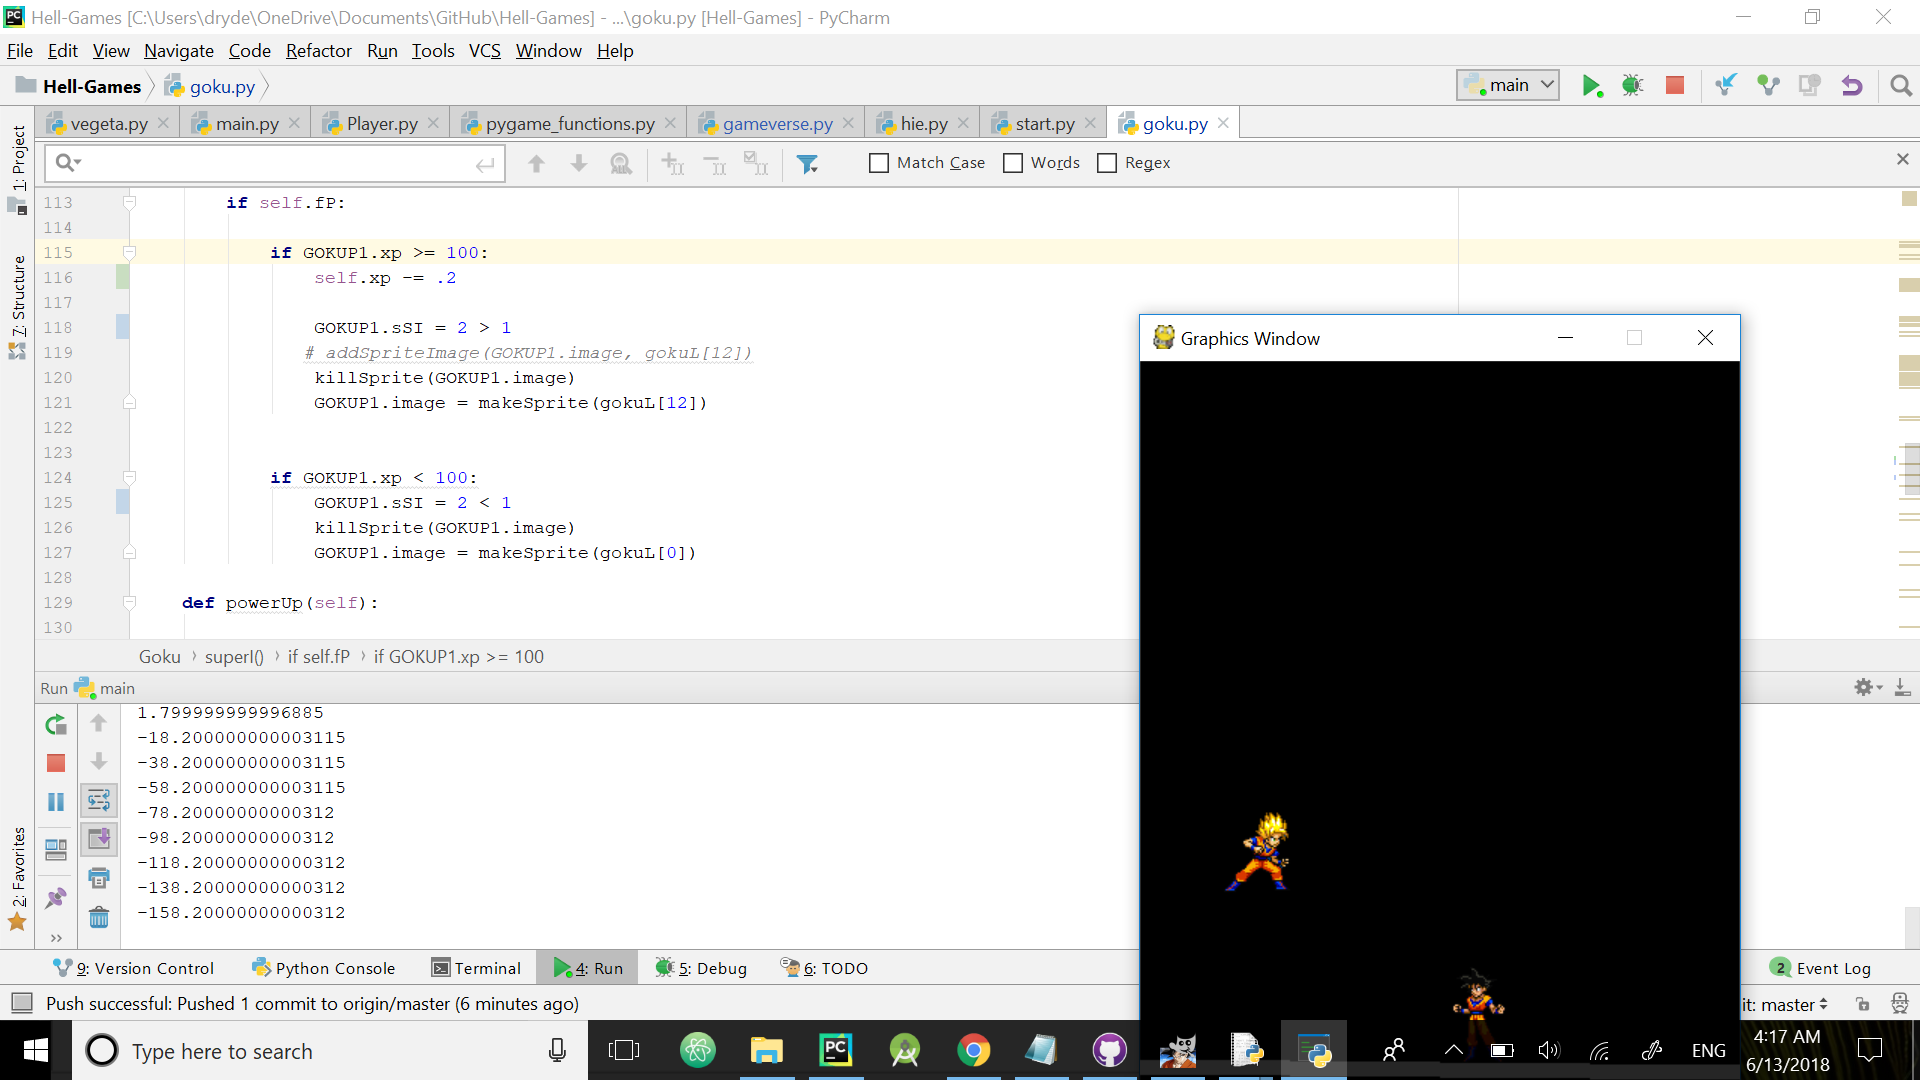 Hell-Games [C:\Users\dryde\OneDrive\Documents\GitHub\Hell-Games] - ...\goku.py [Hell-Games] - PyCharm
File Edit View Navigate Code Refactor Run Tools VCS Window Help
Hell-Games goku.py main
vegeta.py main.py Player.py pygame_functions.py gameverse.py hie.py start.py goku.py
Match Case Words Regex
1: Project
7: Structure
2: Favorites
113 if self.fP:
114
115 if GOKUP1.xp >= 100:
116 self.xp -= .2
117
118 GOKUP1.sSI = 2 > 1
119 # addSpriteImage(GOKUP1.image, gokuL[12])
120 killSprite(GOKUP1.image)
121 GOKUP1.image = makeSprite(gokuL[12])
122
123
124 if GOKUP1.xp < 100:
125 GOKUP1.sSI = 2 < 1
126 killSprite(GOKUP1.image)
127 GOKUP1.image = makeSprite(gokuL[0])
128
129 def powerUp(self):
130
Goku › superI() › if self.fP › if GOKUP1.xp >= 100
Graphics Window
Run main
1.799999999996885
-18.200000000003115
-38.200000000003115
-58.200000000003115
-78.20000000000312
-98.20000000000312
-118.20000000000312
-138.20000000000312
-158.20000000000312
9: Version Control Python Console Terminal 4: Run 5: Debug 6: TODO 2 Event Log
Push successful: Pushed 1 commit to origin/master (6 minutes ago) it: master
Type here to search
PC
ENG
4:17 AM
6/13/2018